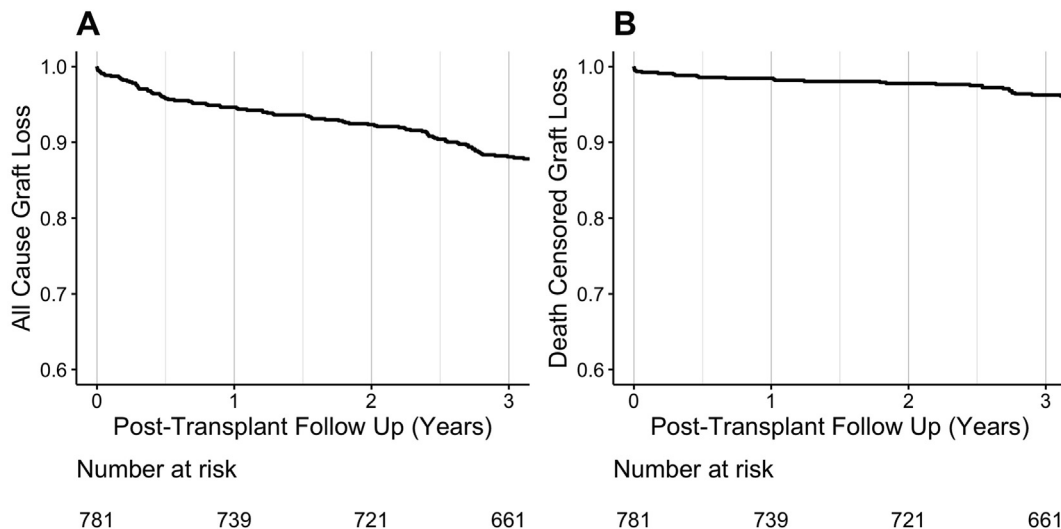 A
All Cause Graft Loss
1.0
0.9
0.8
0.7
0.6
0 1 2 3
Post-Transplant Follow Up (Years)
Number at risk
781 739 721 661
B
Death Censored Graft Loss
1.0
0.9
0.8
0.7
0.6
0 1 2 3
Post-Transplant Follow Up (Years)
Number at risk
781 739 721 661